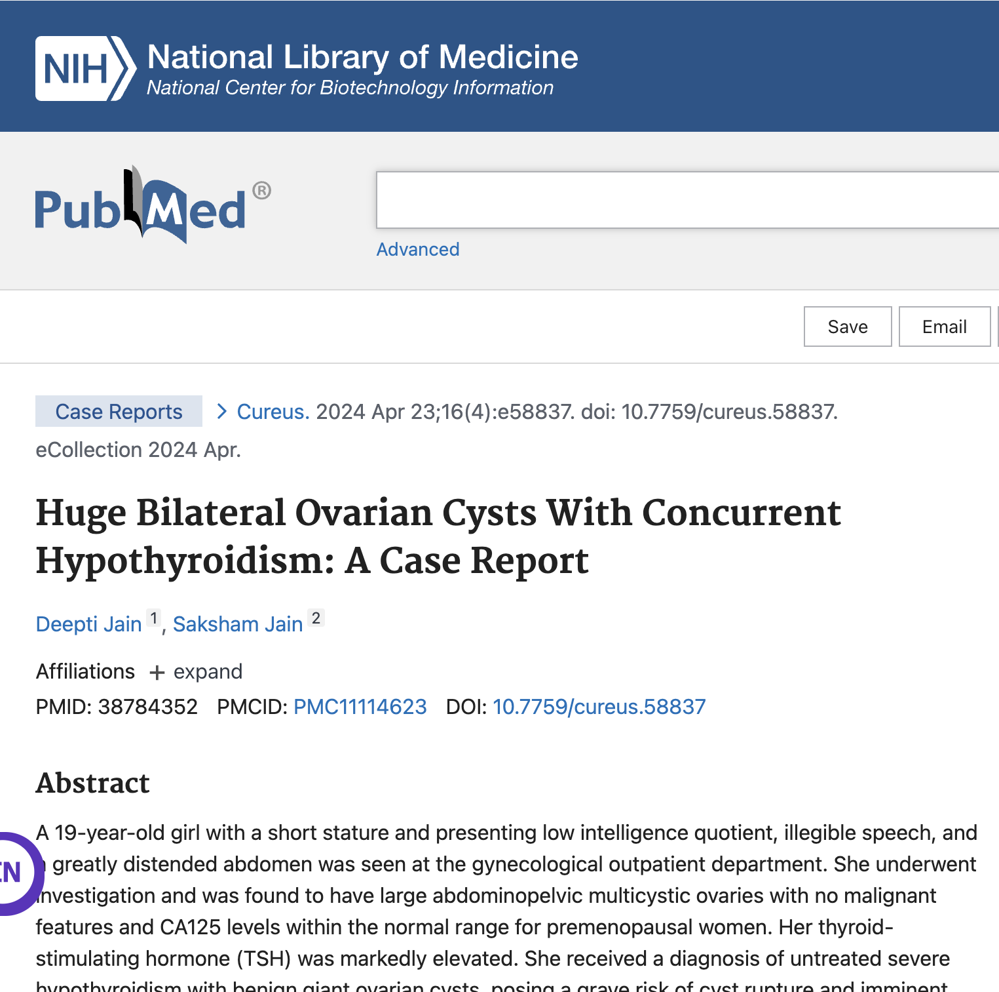 NIH National Library of Medicine
National Center for Biotechnology Information
PubMed®
Advanced
Save Email
Case Reports > Cureus. 2024 Apr 23;16(4):e58837. doi: 10.7759/cureus.58837.
eCollection 2024 Apr.
Huge Bilateral Ovarian Cysts With Concurrent
Hypothyroidism: A Case Report
Deepti Jain 1, Saksham Jain 2
Affiliations + expand
PMID: 38784352 PMCID: PMC11114623 DOI: 10.7759/cureus.58837
Abstract
A 19-year-old girl with a short stature and presenting low intelligence quotient, illegible speech, and
greatly distended abdomen was seen at the gynecological outpatient department. She underwent
investigation and was found to have large abdominopelvic multicystic ovaries with no malignant
features and CA125 levels within the normal range for premenopausal women. Her thyroid-
stimulating hormone (TSH) was markedly elevated. She received a diagnosis of untreated severe
hypothyroidism with benign giant ovarian cysts, posing a grave risk of cyst rupture and imminent